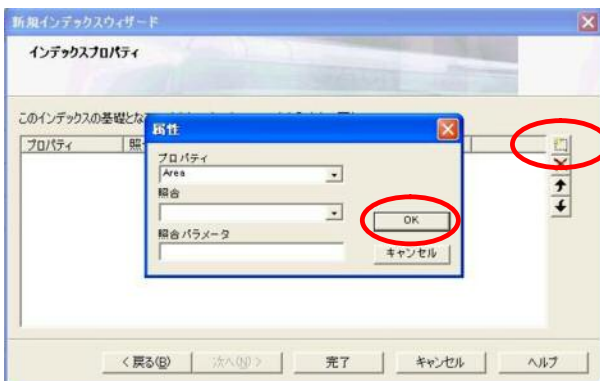 新規インデックスウィザード
インデックスプロパティ
このインデックスの基礎とな
プロパティ 照
属性
プロパティ
Area
照合
照合パラメータ
OK
キャンセル
< 戻る(B) 次へ(N) > 完了 キャンセル ヘルプ